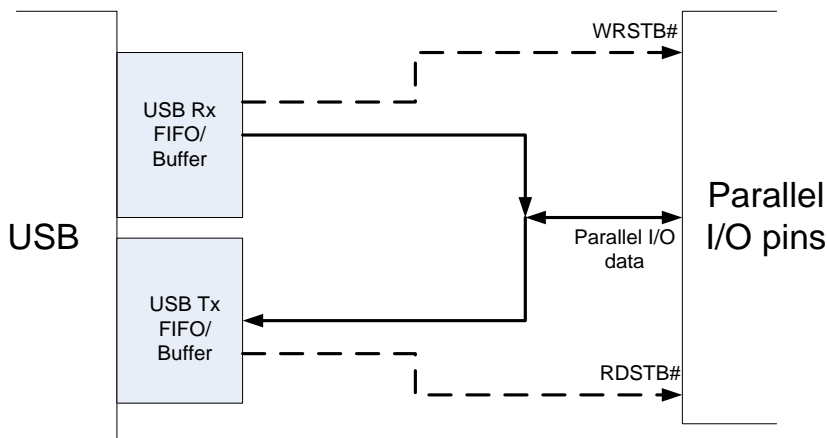 WRSTB#
USB Rx
FIFO/
Buffer
USB
Parallel
I/O pins
Parallel I/O
data
USB Tx
FIFO/
Buffer
RDSTB#